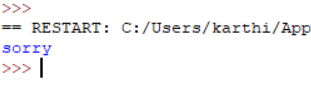 >>>
== RESTART: C:/Users/karthi/App
sorry
>>>